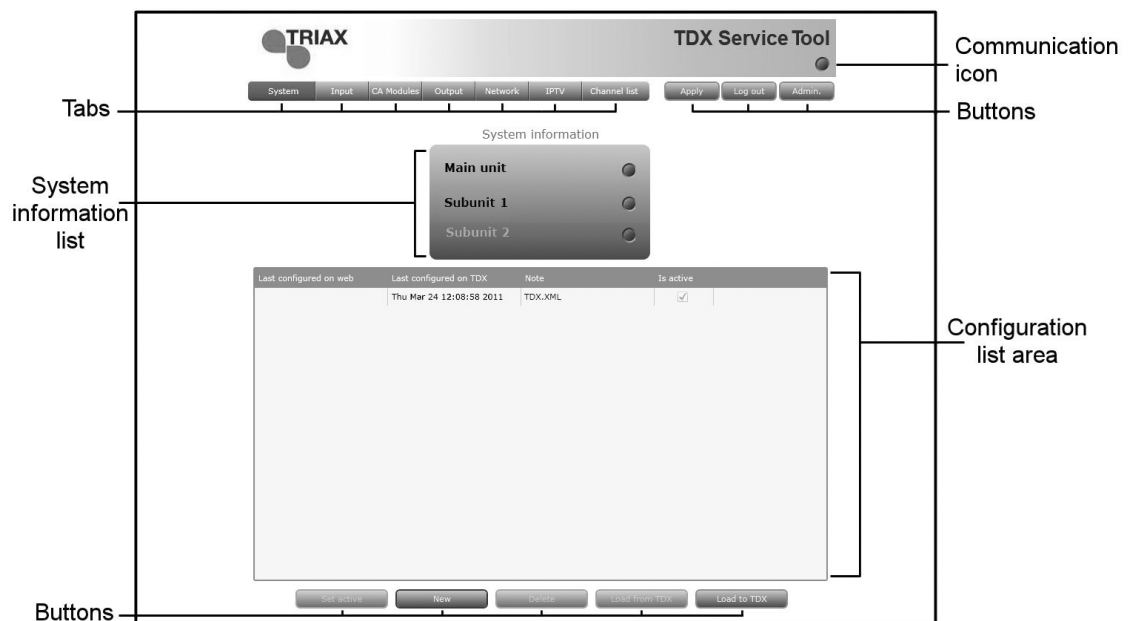 TRIAX
TDX Service Tool
Communication
icon
System Input CA Modules Output Network IPTV Channel list Apply Log out Admin.
Tabs
Buttons
System information
Main unit
Subunit 1
Subunit 2
System
information
list
Last configured on web Last configured on TDX Note Is active
Thu Mar 24 12:08:58 2011 TDX.XML
Configuration
list area
Set active New Delete Load from TDX Load to TDX
Buttons